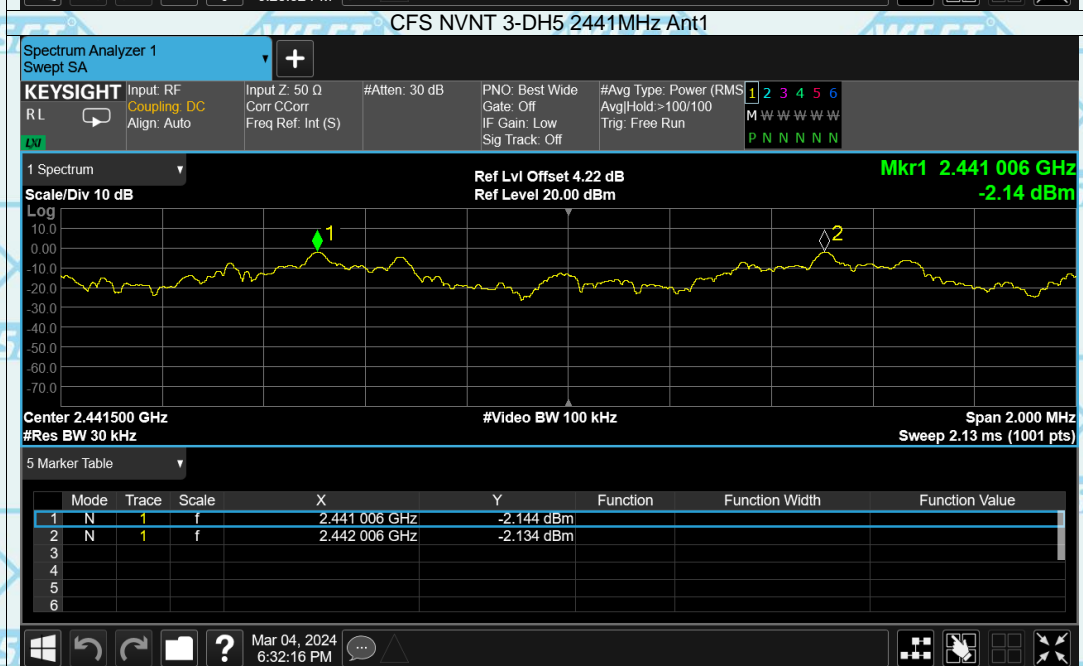 CFS NVNT 3-DH5 2441MHz Ant1
Spectrum Analyzer 1
Swept SA
+
KEYSIGHT
R L
LXI
Input: RF
Coupling: DC
Align: Auto
Input Z: 50 Ω
Corr CCorr
Freq Ref: Int (S)
#Atten: 30 dB
PNO: Best Wide
Gate: Off
IF Gain: Low
Sig Track: Off
#Avg Type: Power (RMS
Avg|Hold:>100/100
Trig: Free Run
1 2 3 4 5 6
M W W W W W
P N N N N N
1 Spectrum
Scale/Div 10 dB
Ref Lvl Offset 4.22 dB
Ref Level 20.00 dBm
Mkr1 2.441 006 GHz
-2.14 dBm
Log
10.0
0.00
-10.0
-20.0
-30.0
-40.0
-50.0
-60.0
-70.0
1
2
Center 2.441500 GHz
#Res BW 30 kHz
#Video BW 100 kHz
Span 2.000 MHz
Sweep 2.13 ms (1001 pts)
5 Marker Table
Mode Trace Scale X Y Function Function Width Function Value
1 N 1 f 2.441 006 GHz -2.144 dBm
2 N 1 f 2.442 006 GHz -2.134 dBm
3
4
5
6
?
Mar 04, 2024
6:32:16 PM